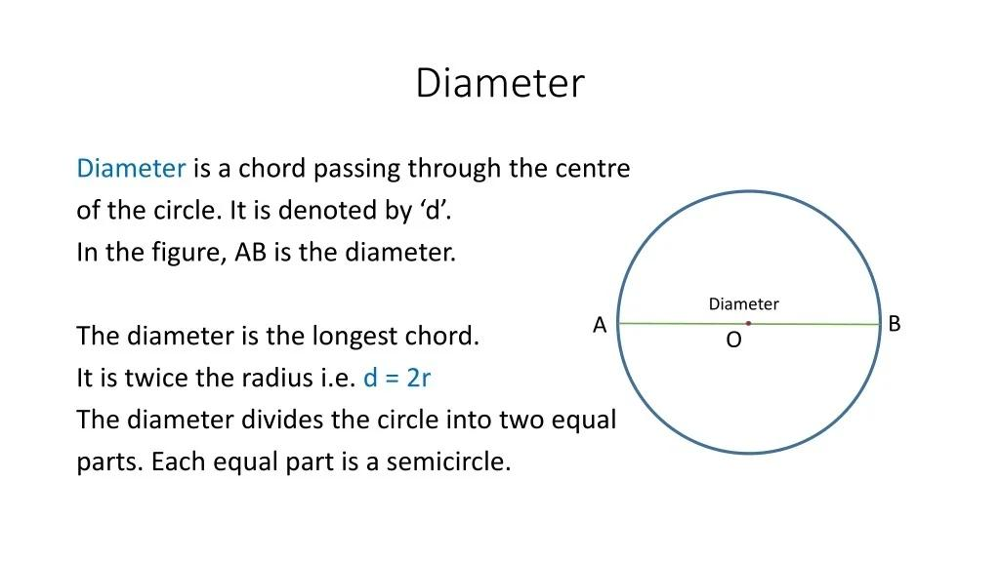 Diameter
Diameter is a chord passing through the centre
of the circle. It is denoted by ‘d’.
In the figure, AB is the diameter.
The diameter is the longest chord.
It is twice the radius i.e. d = 2r
The diameter divides the circle into two equal
parts. Each equal part is a semicircle.
Diameter
A
B
O